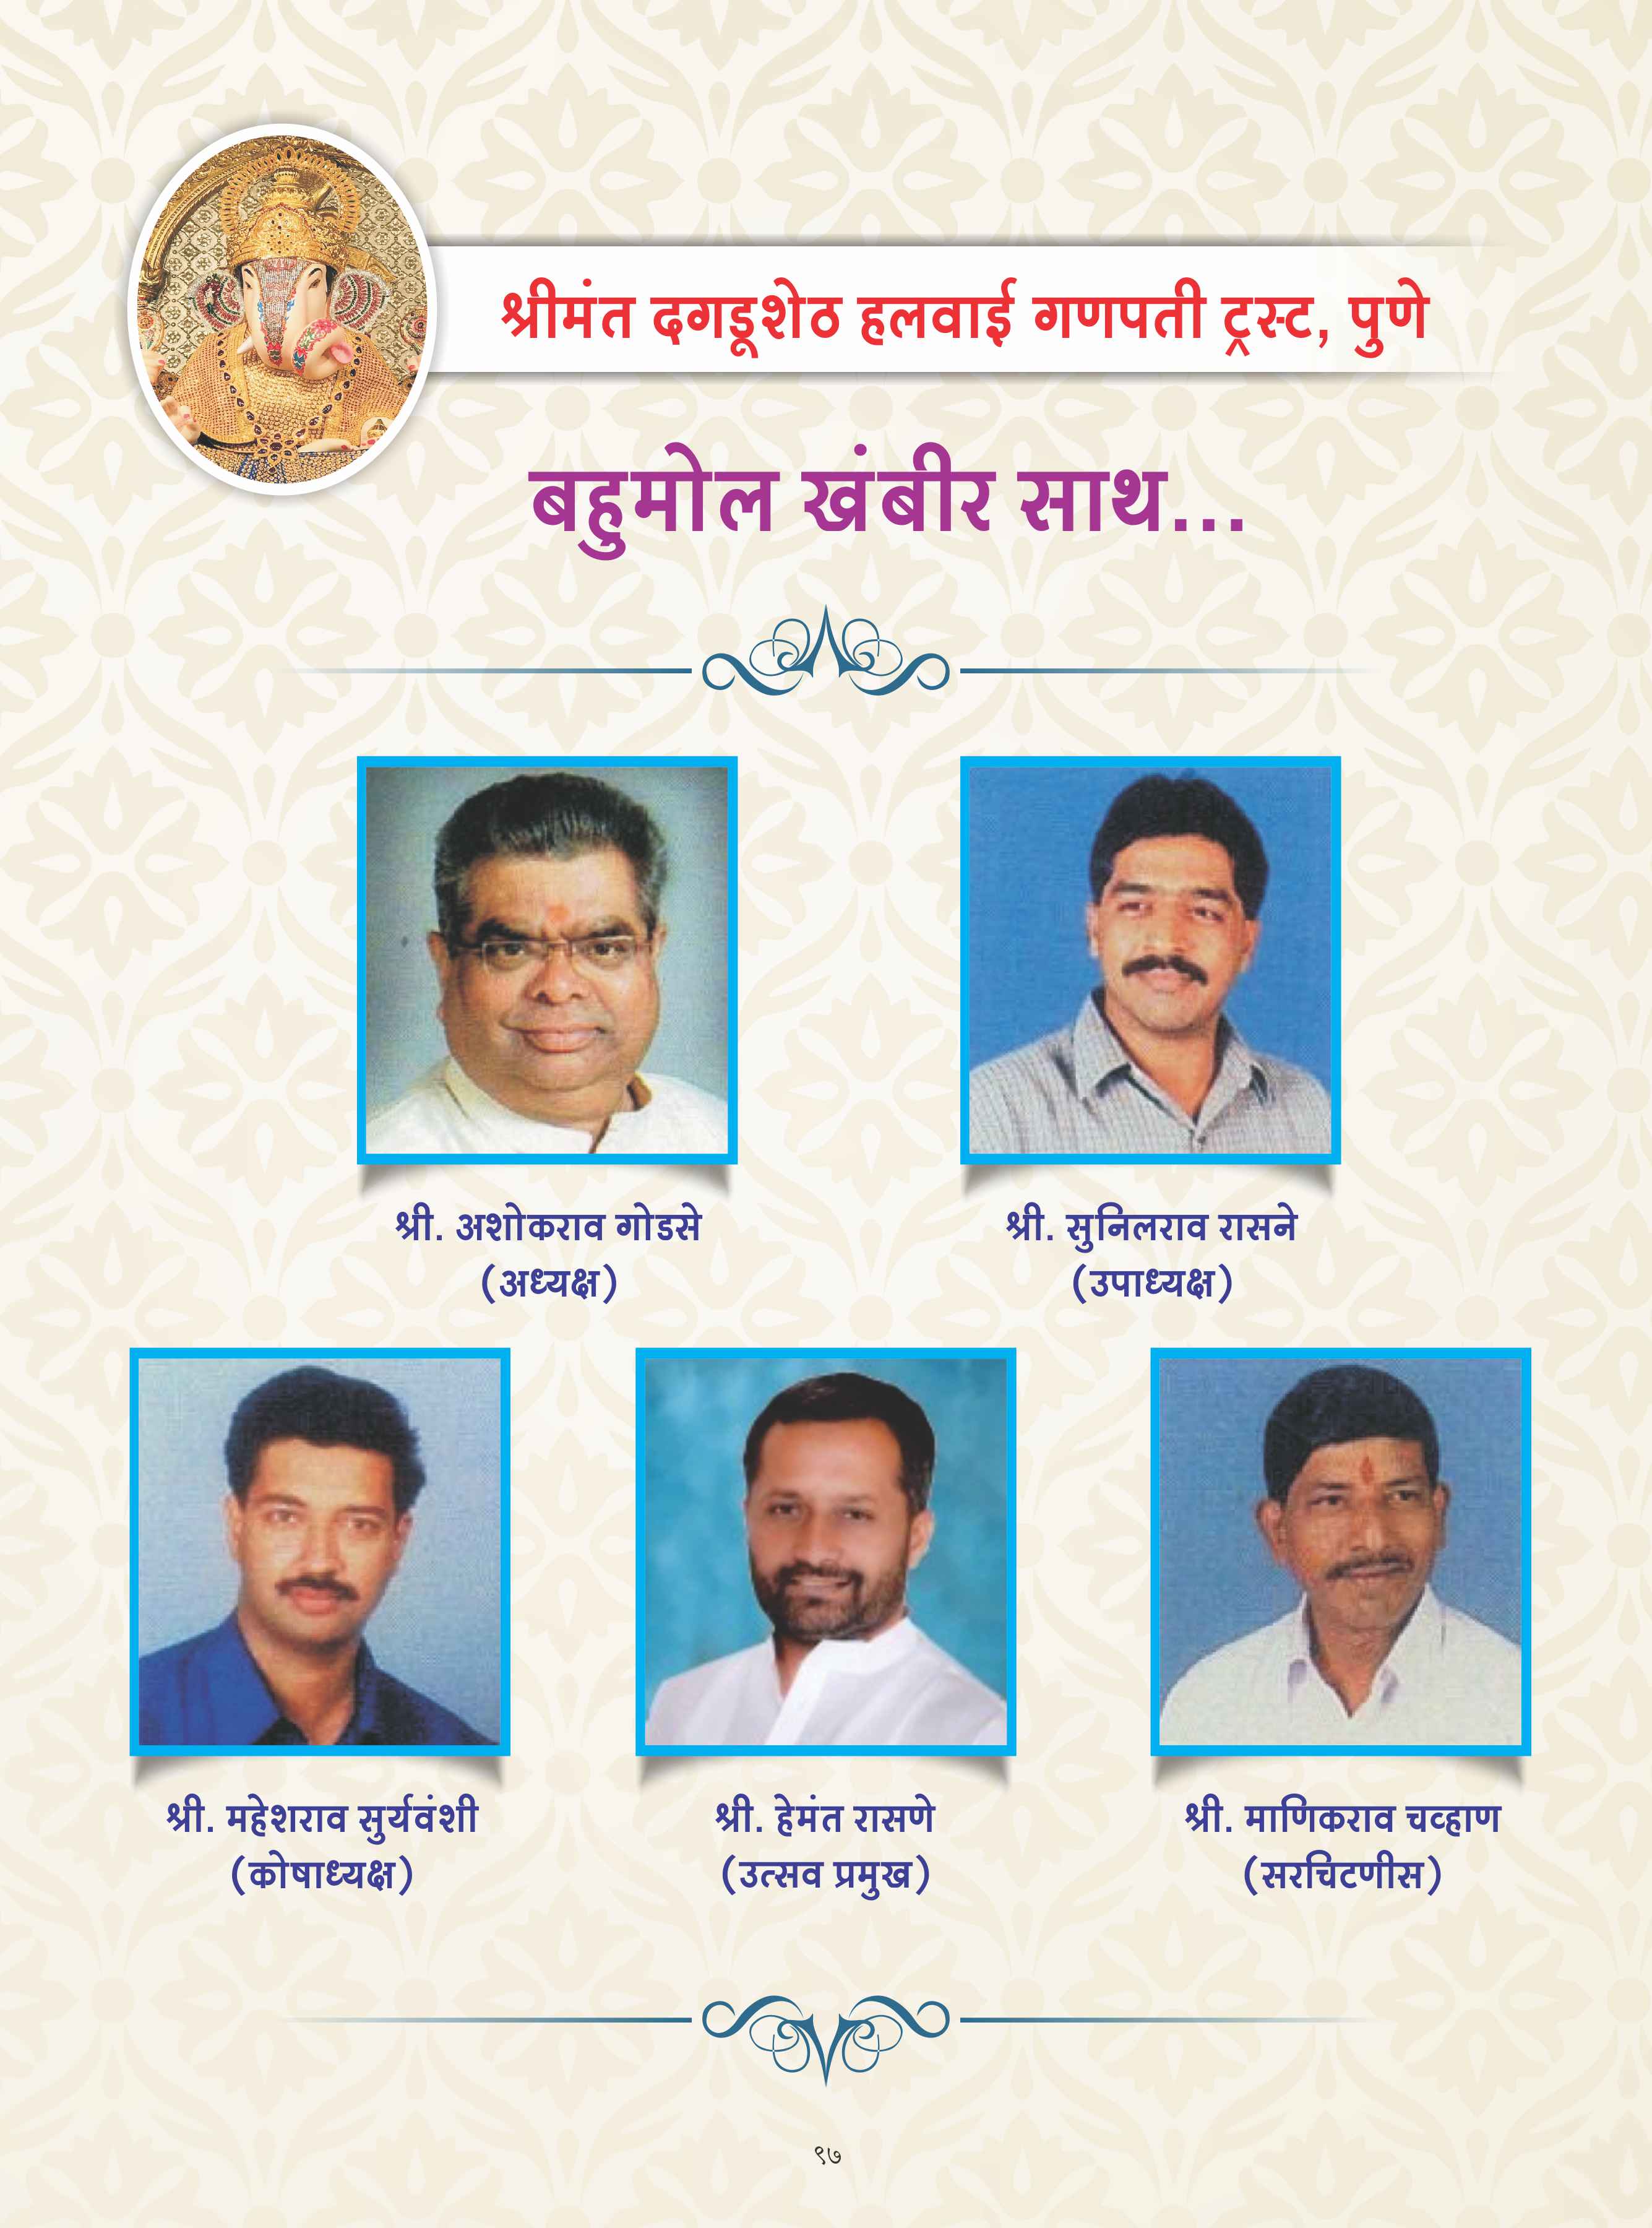 श्रीमंत दगडूशेठ हलवाई गणपती ट्रस्ट, पुणे
बहुमोल खंबीर साथ...
श्री. अशोकराव गोडसे
(अध्यक्ष)
श्री. सुनिलराव रासने
(उपाध्यक्ष)
श्री. महेशराव सुर्यवंशी
(कोषाध्यक्ष)
श्री. हेमंत रासणे
(उत्सव प्रमुख)
श्री. माणिकराव चव्हाण
(सरचिटणीस)
९७